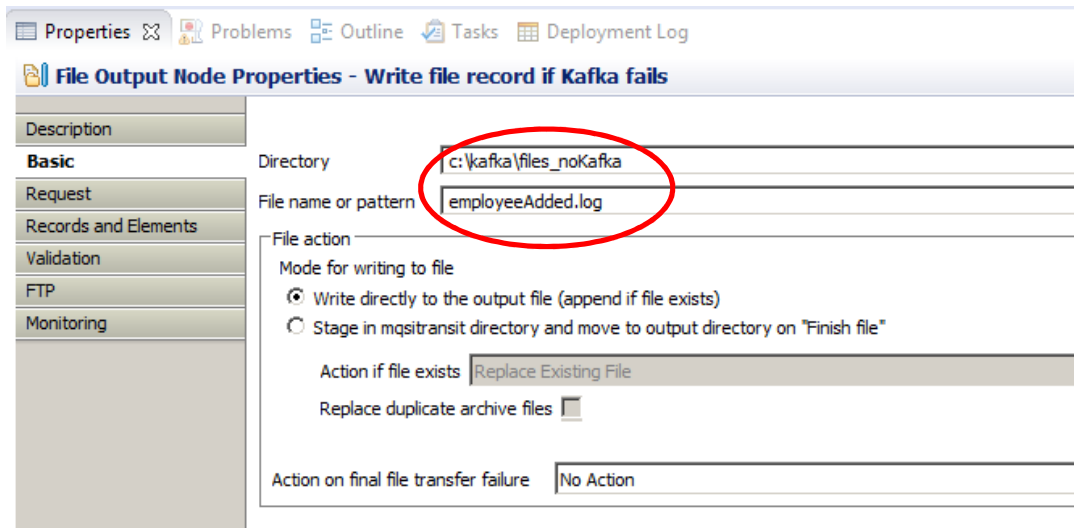 Properties Problems Outline Tasks Deployment Log
File Output Node Properties - Write file record if Kafka fails
Description
Basic
Request
Records and Elements
Validation
FTP
Monitoring
Directory c:\kafka\files_noKafka
File name or pattern employeeAdded.log
File action
Mode for writing to file
Write directly to the output file (append if file exists)
Stage in mqsitransit directory and move to output directory on "Finish file"
Action if file exists Replace Existing File
Replace duplicate archive files
Action on final file transfer failure No Action